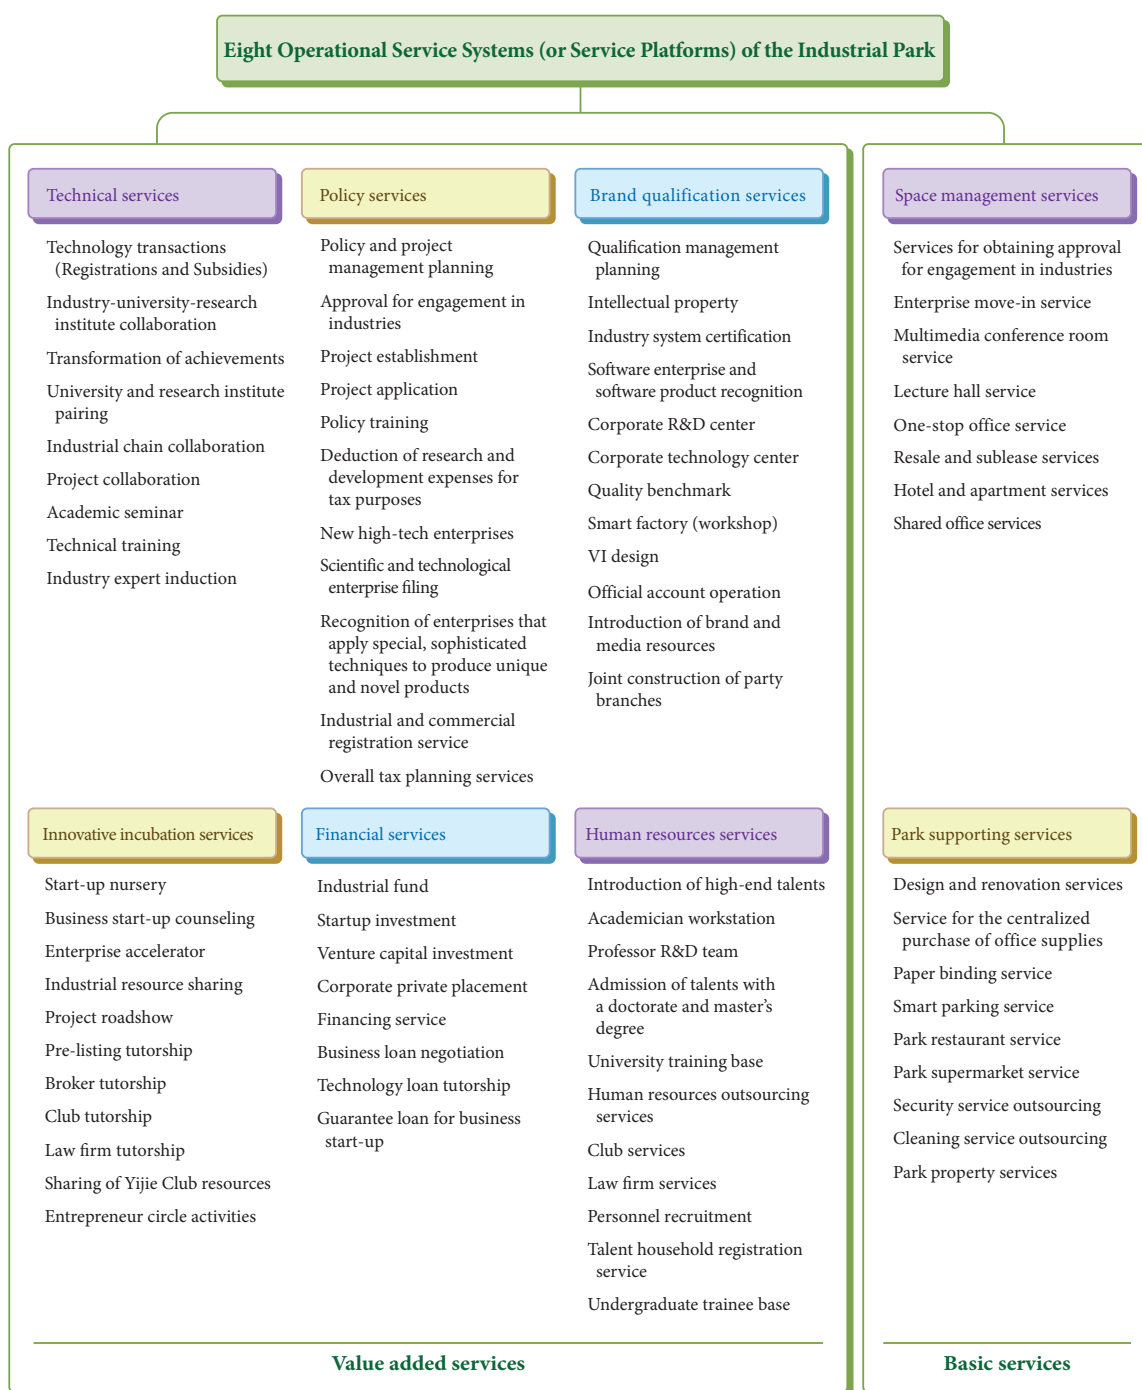 Eight Operational Service Systems (or Service Platforms) of the Industrial Park
Technical services
Technology transactions
(Registrations and Subsidies)
Industry-university-research
institute collaboration
Transformation of achievements
University and research institute
pairing
Industrial chain collaboration
Project collaboration
Academic seminar
Technical training
Industry expert induction
Policy services
Policy and project
management planning
Approval for engagement in
industries
Project establishment
Project application
Policy training
Deduction of research and
development expenses for
tax purposes
New high-tech enterprises
Scientific and technological
enterprise filing
Recognition of enterprises that
apply special, sophisticated
techniques to produce unique
and novel products
Industrial and commercial
registration service
Overall tax planning services
Brand qualification services
Qualification management
planning
Intellectual property
Industry system certification
Software enterprise and
software product recognition
Corporate R&D center
Corporate technology center
Quality benchmark
Smart factory (workshop)
VI design
Official account operation
Introduction of brand and
media resources
Joint construction of party
branches
Space management services
Services for obtaining approval
for engagement in industries
Enterprise move-in service
Multimedia conference room
service
Lecture hall service
One-stop office service
Resale and sublease services
Hotel and apartment services
Shared office services
Innovative incubation services
Start-up nursery
Business start-up counseling
Enterprise accelerator
Industrial resource sharing
Project roadshow
Pre-listing tutorship
Broker tutorship
Club tutorship
Law firm tutorship
Sharing of Yijie Club resources
Entrepreneur circle activities
Financial services
Industrial fund
Startup investment
Venture capital investment
Corporate private placement
Financing service
Business loan negotiation
Technology loan tutorship
Guarantee loan for business
start-up
Human resources services
Introduction of high-end talents
Academician workstation
Professor R&D team
Admission of talents with
a doctorate and master's
degree
University training base
Human resources outsourcing
services
Club services
Law firm services
Personnel recruitment
Talent household registration
service
Undergraduate trainee base
Park supporting services
Design and renovation services
Service for the centralized
purchase of office supplies
Paper binding service
Smart parking service
Park restaurant service
Park supermarket service
Security service outsourcing
Cleaning service outsourcing
Park property services
Value added services
Basic services